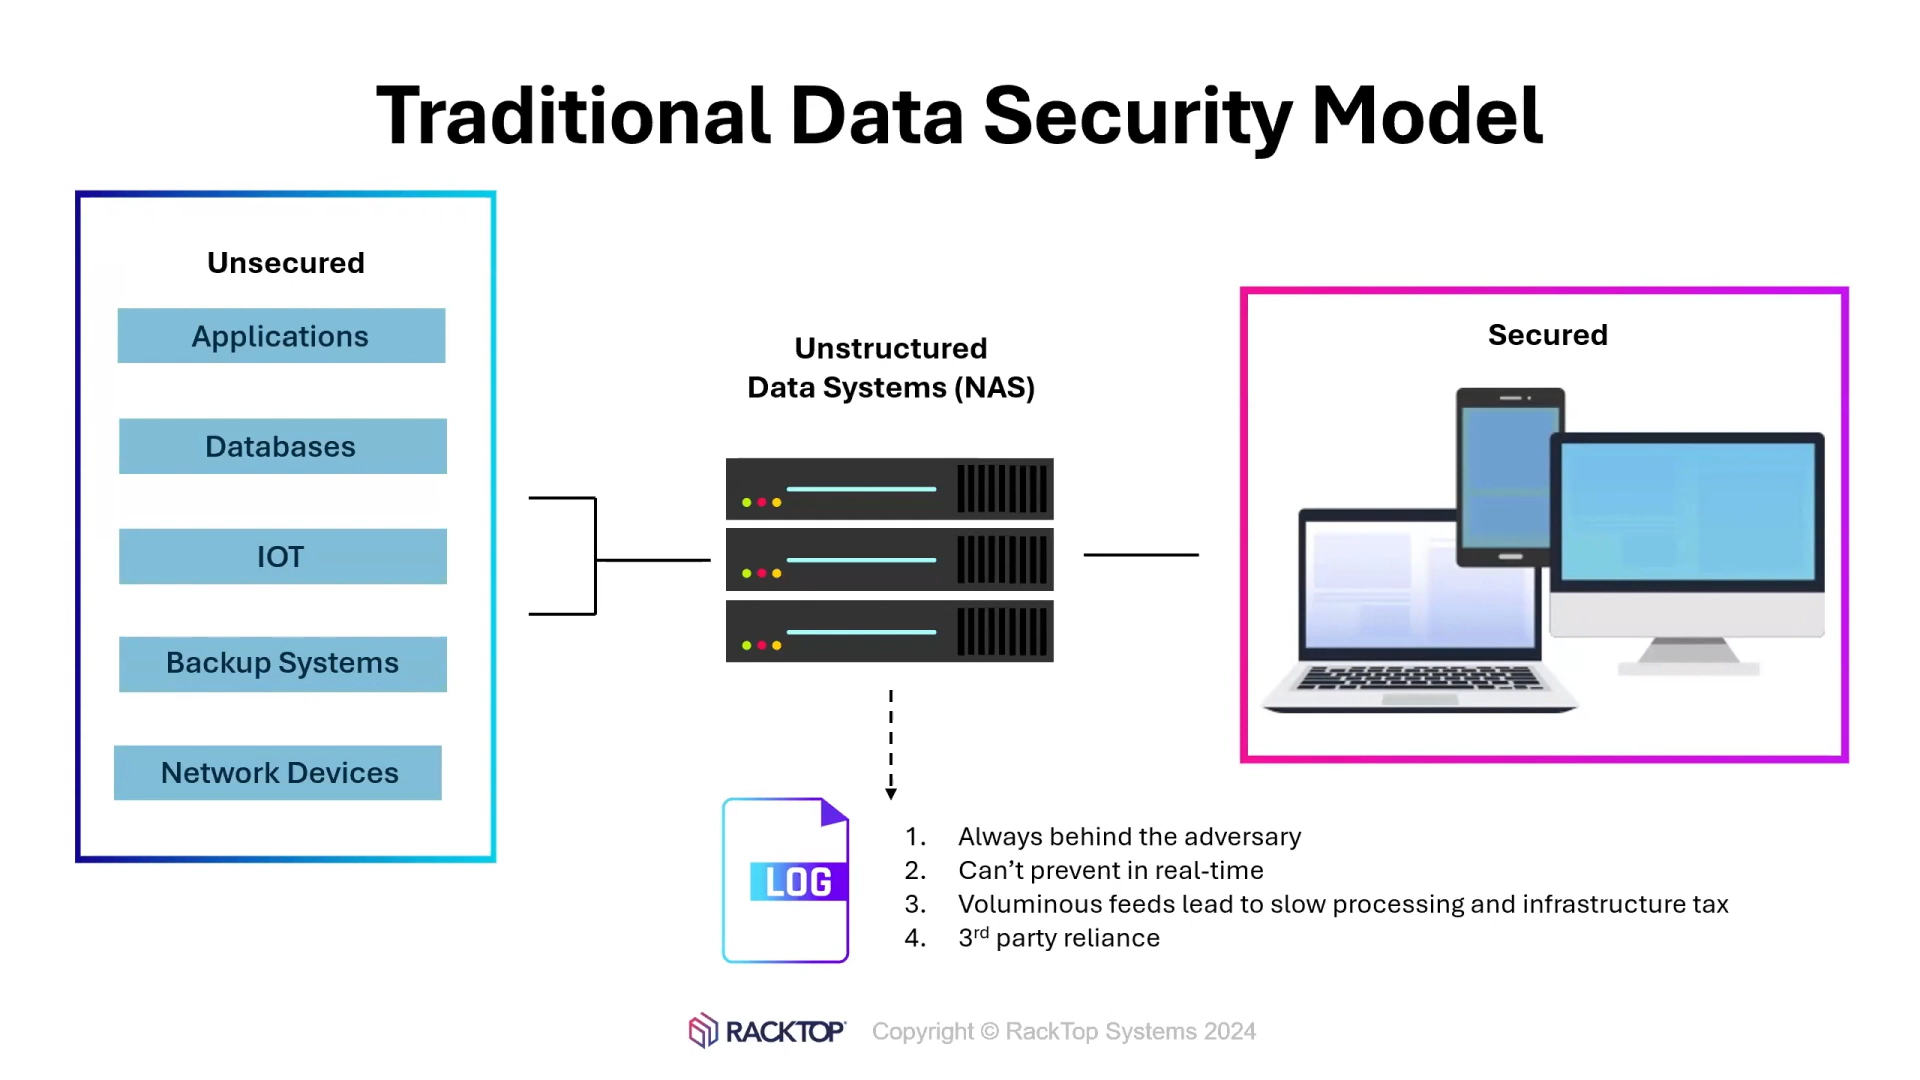 Traditional Data Security Model
Unsecured
Applications
Databases
IOT
Backup Systems
Network Devices
Unstructured
Data Systems (NAS)
Secured
LOG
1. Always behind the adversary
2. Can’t prevent in real-time
3. Voluminous feeds lead to slow processing and infrastructure tax
4. 3rd party reliance
RACKTOP Copyright © RackTop Systems 2024